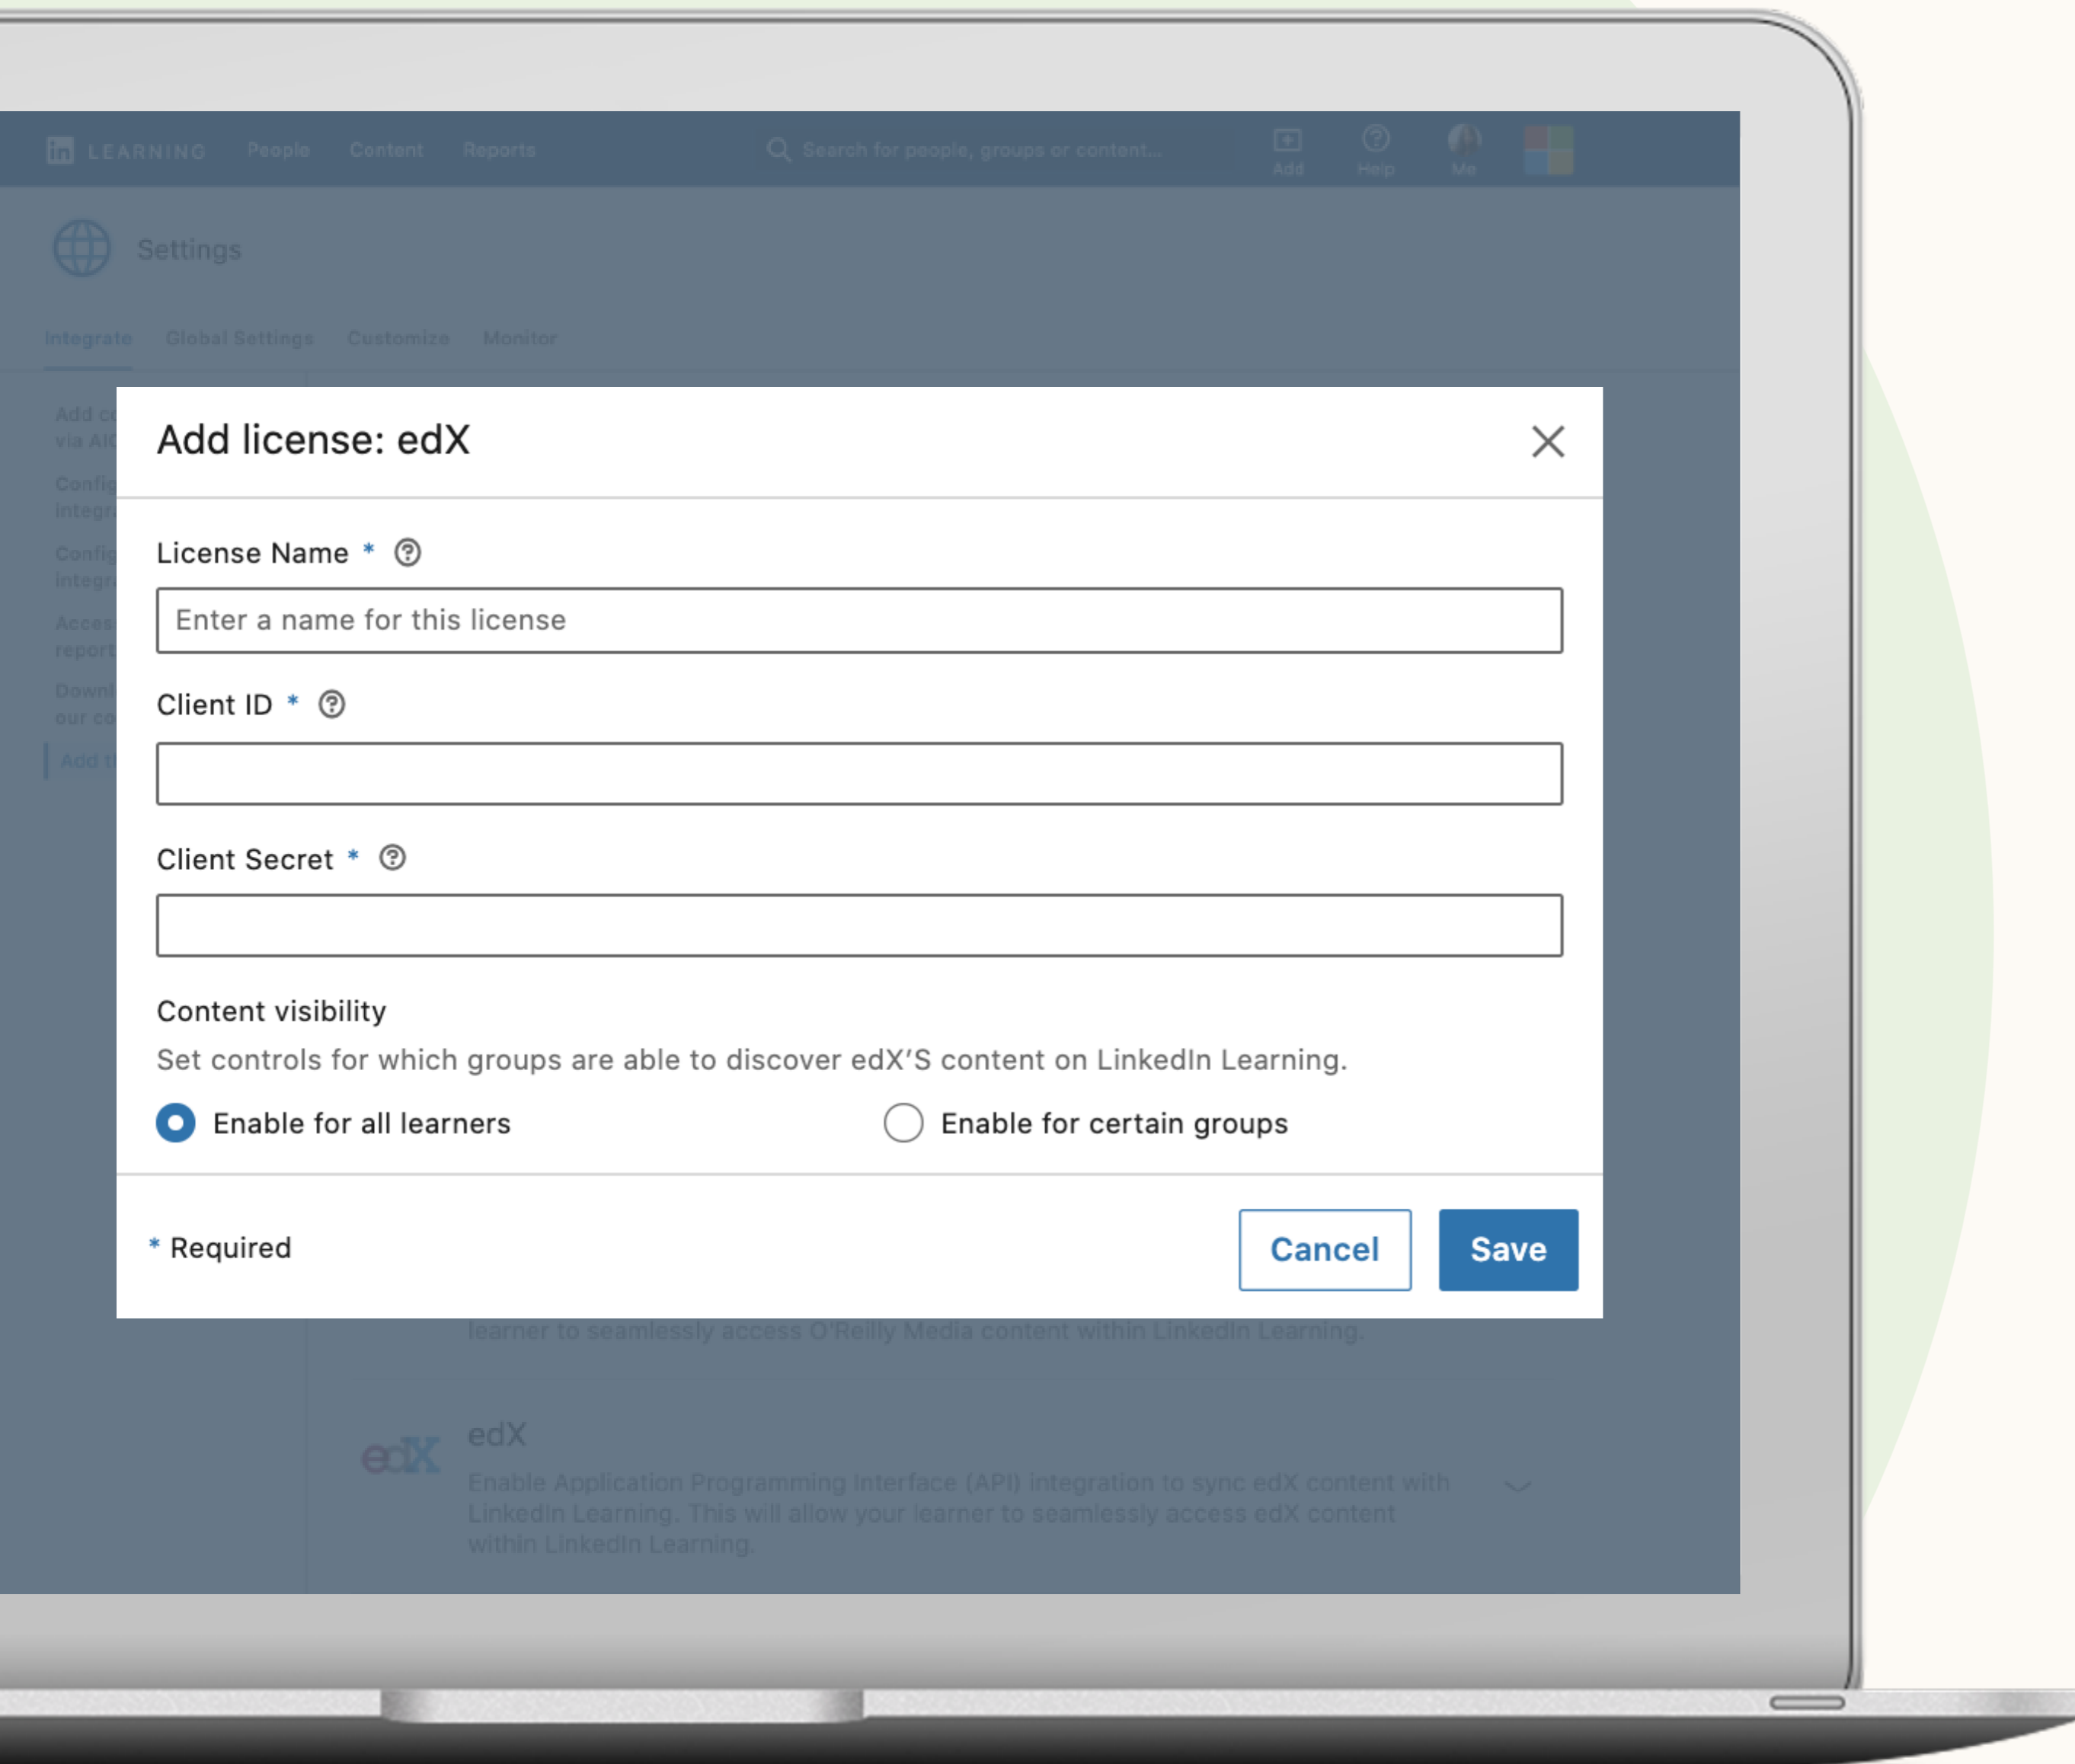 in LEARNING People Content Reports Search for people, groups or content... Add Help Me
Settings
Integrate Global Settings Customize Monitor
Add
via
Add license: edX
License Name * ?
Enter a name for this license
Client ID * ?
Client Secret * ?
Content visibility
Set controls for which groups are able to discover edX'S content on LinkedIn Learning.
Enable for all learners Enable for certain groups
* Required Cancel Save
learner to seamlessly access O'Reilly Media content within LinkedIn Learning.
edX
edX
Enable Application Programming Interface (API) integration to sync edX content with
LinkedIn Learning. This will allow your learner to seamlessly access edX content
within LinkedIn Learning.